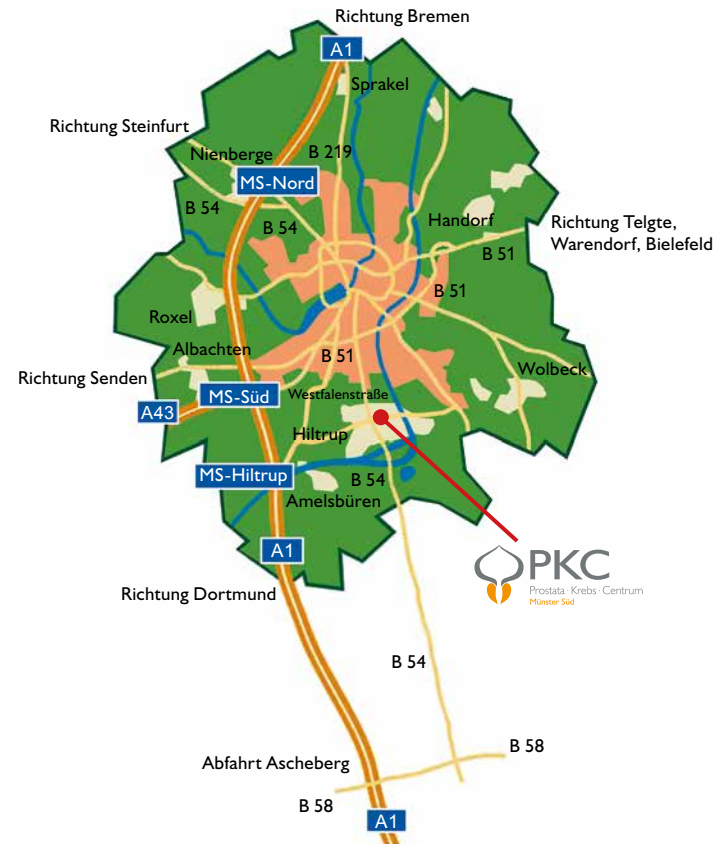 Richtung Bremen
A1
Sprakel
Richtung Steinfurt
Nienberge
B 219
MS-Nord
B 54
B 54
Handorf
Richtung Telgte,
Warendorf, Bielefeld
B 51
B 51
Roxel
Albachten
B 51
Wolbeck
Richtung Senden
MS-Süd
Westfalenstraße
A43
Hiltrup
MS-Hiltrup
B 54
Amelsbüren
A1
PKC
Prostata · Krebs · Centrum
Münster Süd
Richtung Dortmund
B 54
B 58
Abfahrt Ascheberg
B 58
A1